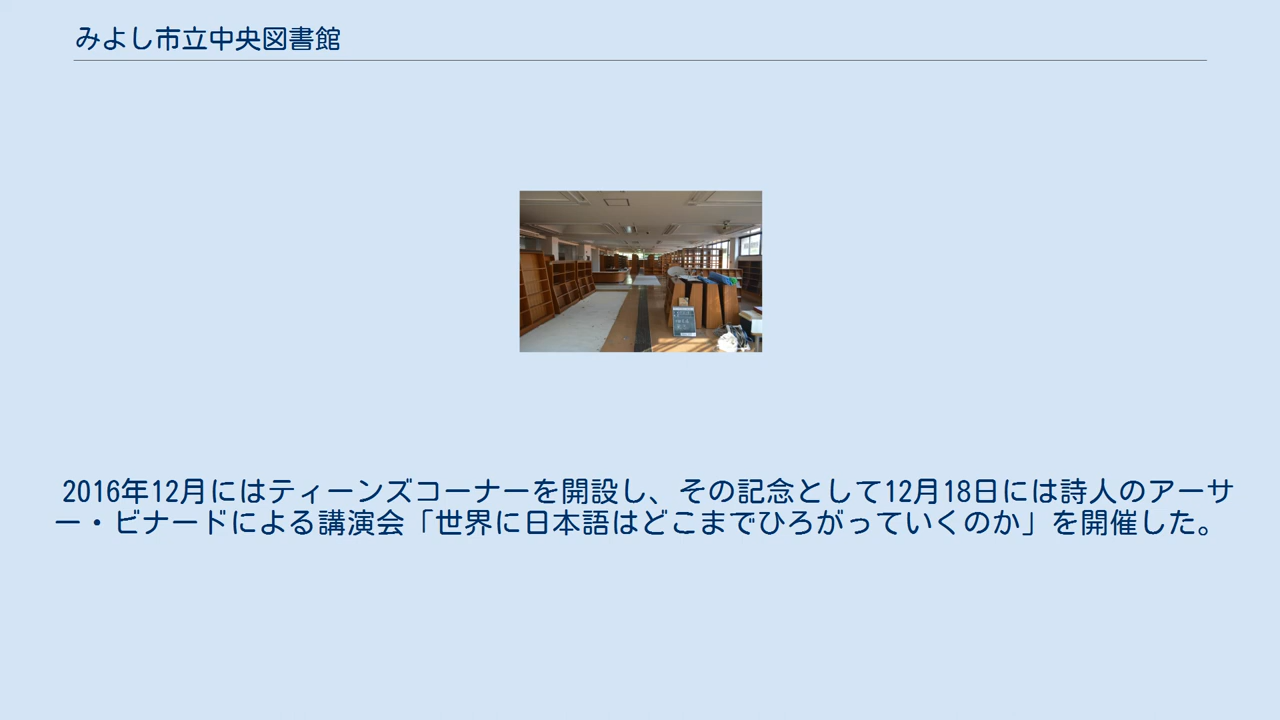 みよし市立中央図書館
2016年12月にはティーンズコーナーを開設し、その記念として12月18日には詩人のアーサ
ー・ビナードによる講演会「世界に日本語はどこまでひろがっていくのか」を開催した。